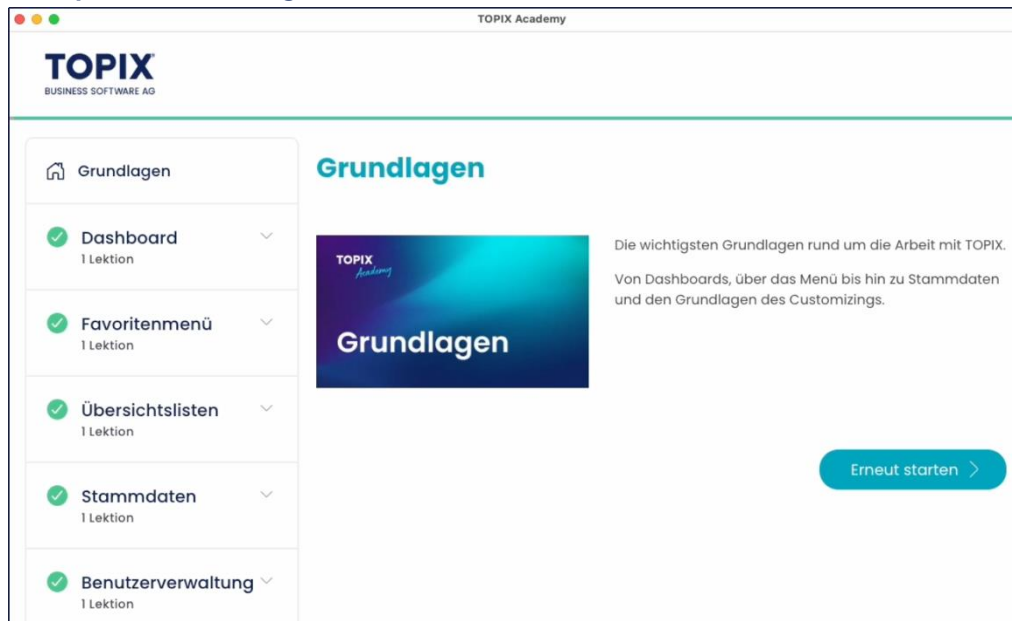 TOPIX Academy
TOPIX
BUSINESS SOFTWARE AG
Grundlagen
Dashboard
1 Lektion
Favoritenmenü
1 Lektion
Übersichtslisten
1 Lektion
Stammdaten
1 Lektion
Benutzerverwaltung
1 Lektion
Grundlagen
TOPIX
Academy
Grundlagen
Die wichtigsten Grundlagen rund um die Arbeit mit TOPIX.
Von Dashboards, über das Menü bis hin zu Stammdaten
und den Grundlagen des Customizings.
Erneut starten